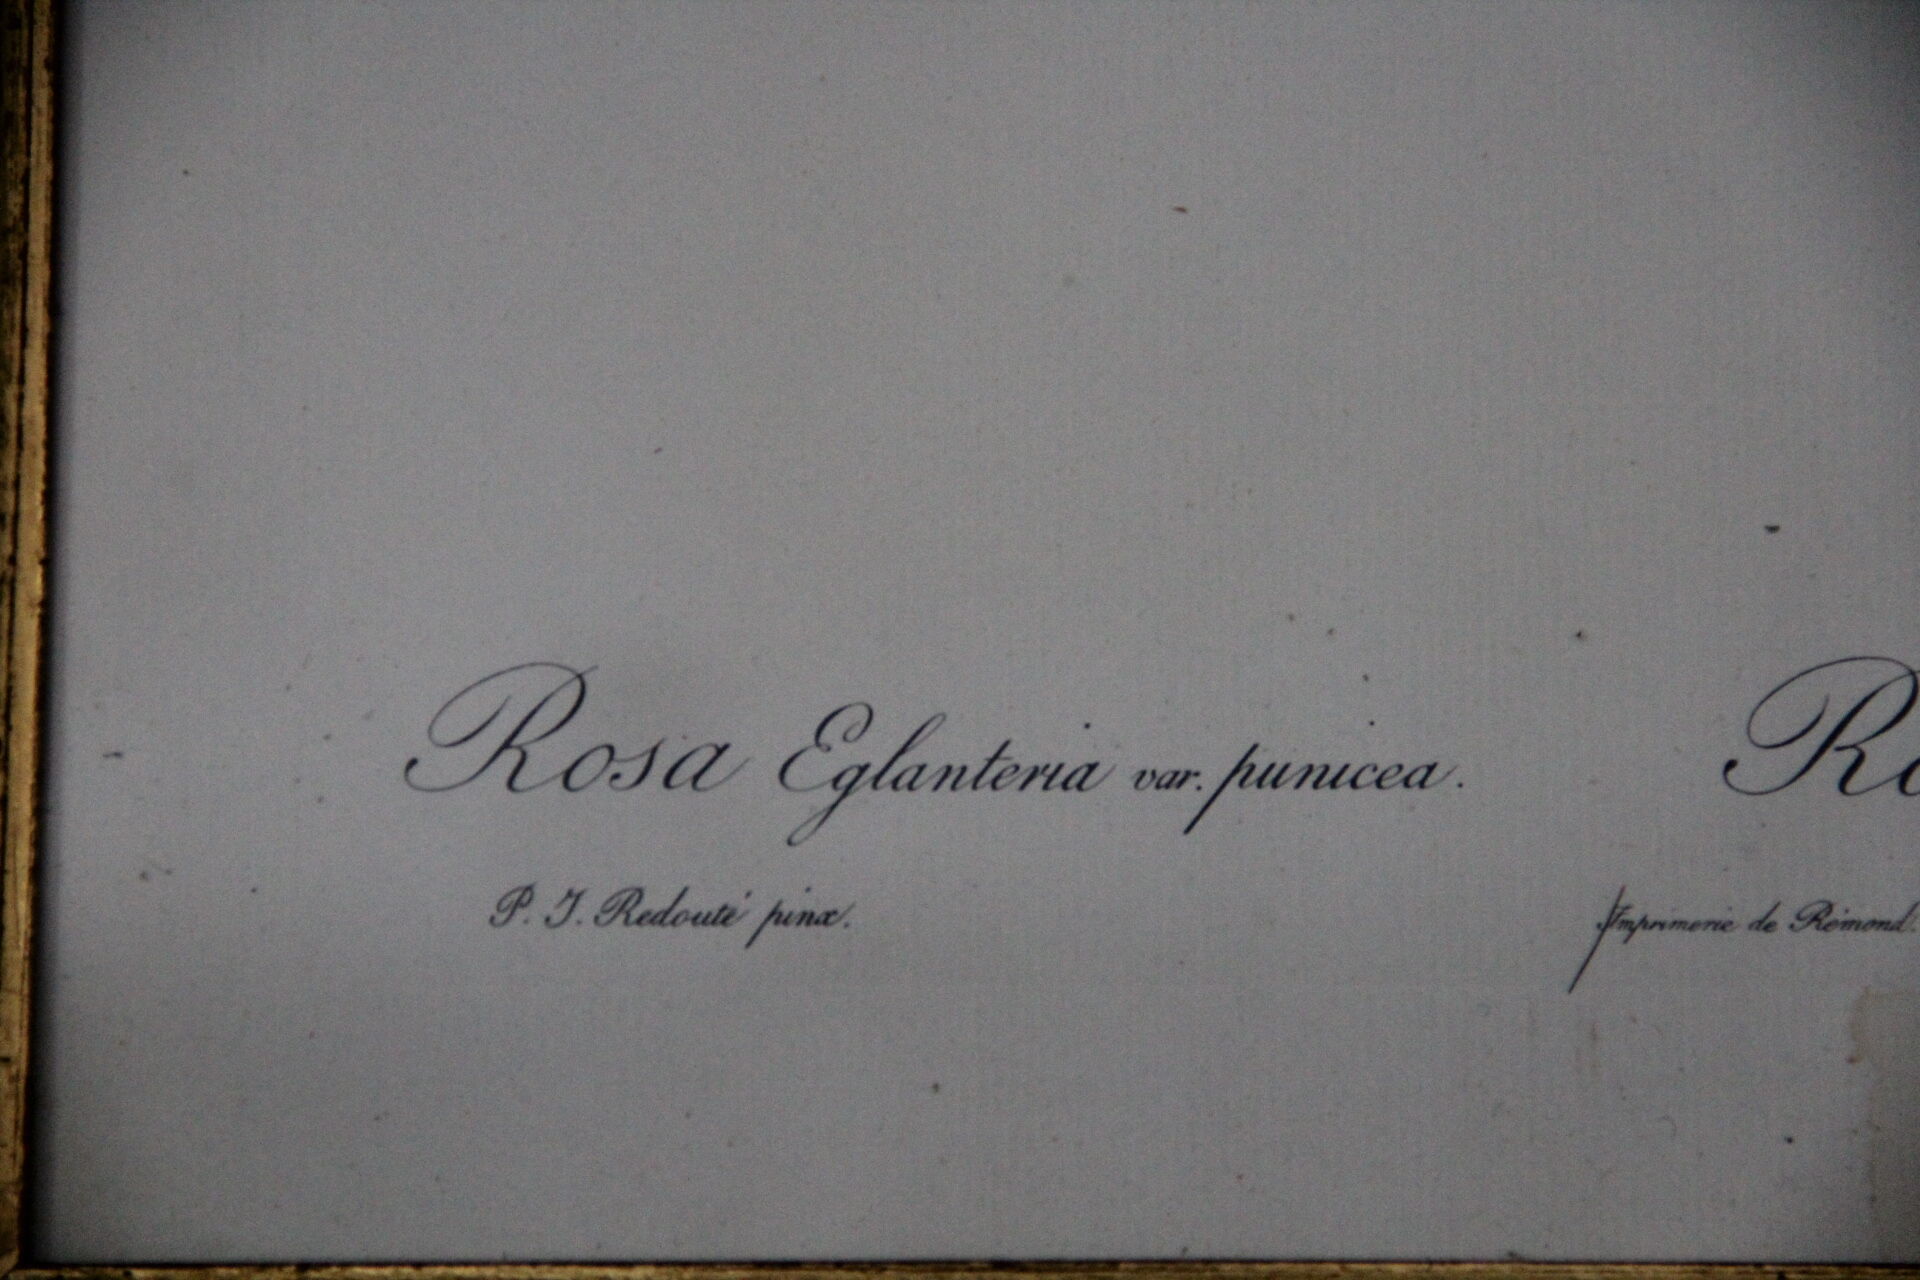 Rosa Eglanteria var. punicea.
P. J. Redouté pinx. Imprimerie de Rémond.